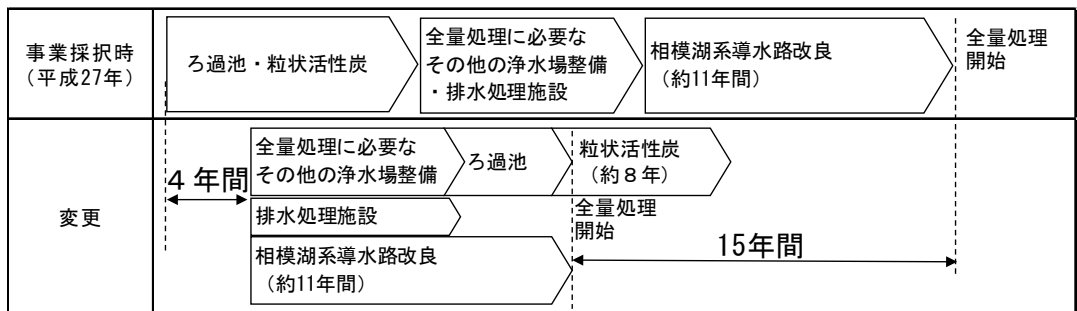 事業採択時
（平成27年）
ろ過池・粒状活性炭
全量処理に必要な
その他の浄水場整備
・排水処理施設
相模湖系導水路改良
（約11年間）
全量処理
開始
変更
４年間
全量処理に必要な
その他の浄水場整備
ろ過池
粒状活性炭
（約８年）
排水処理施設
全量処理
開始
相模湖系導水路改良
（約11年間）
15年間